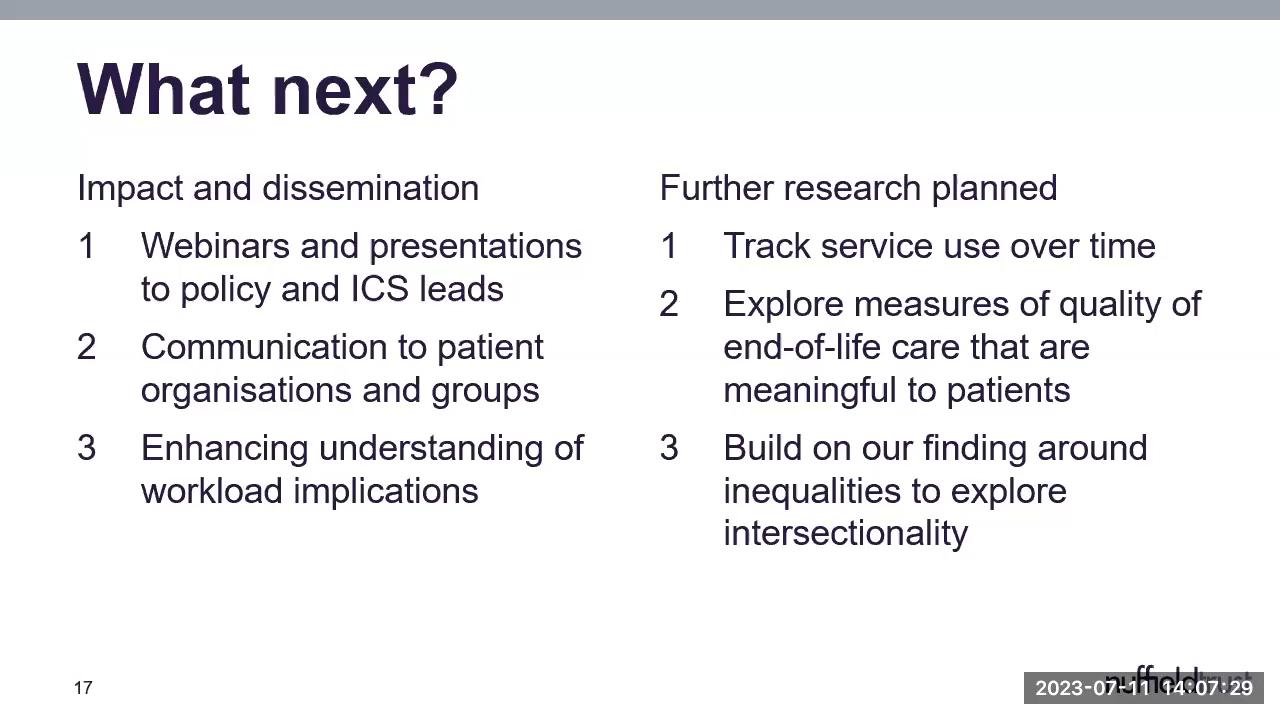 What next?
Impact and dissemination
1 Webinars and presentations
to policy and ICS leads
2 Communication to patient
organisations and groups
3 Enhancing understanding of
workload implications
Further research planned
1 Track service use over time
2 Explore measures of quality of
end-of-life care that are
meaningful to patients
3 Build on our finding around
inequalities to explore
intersectionality
17
nuffieldtrust
2023-07-11 14:07:29